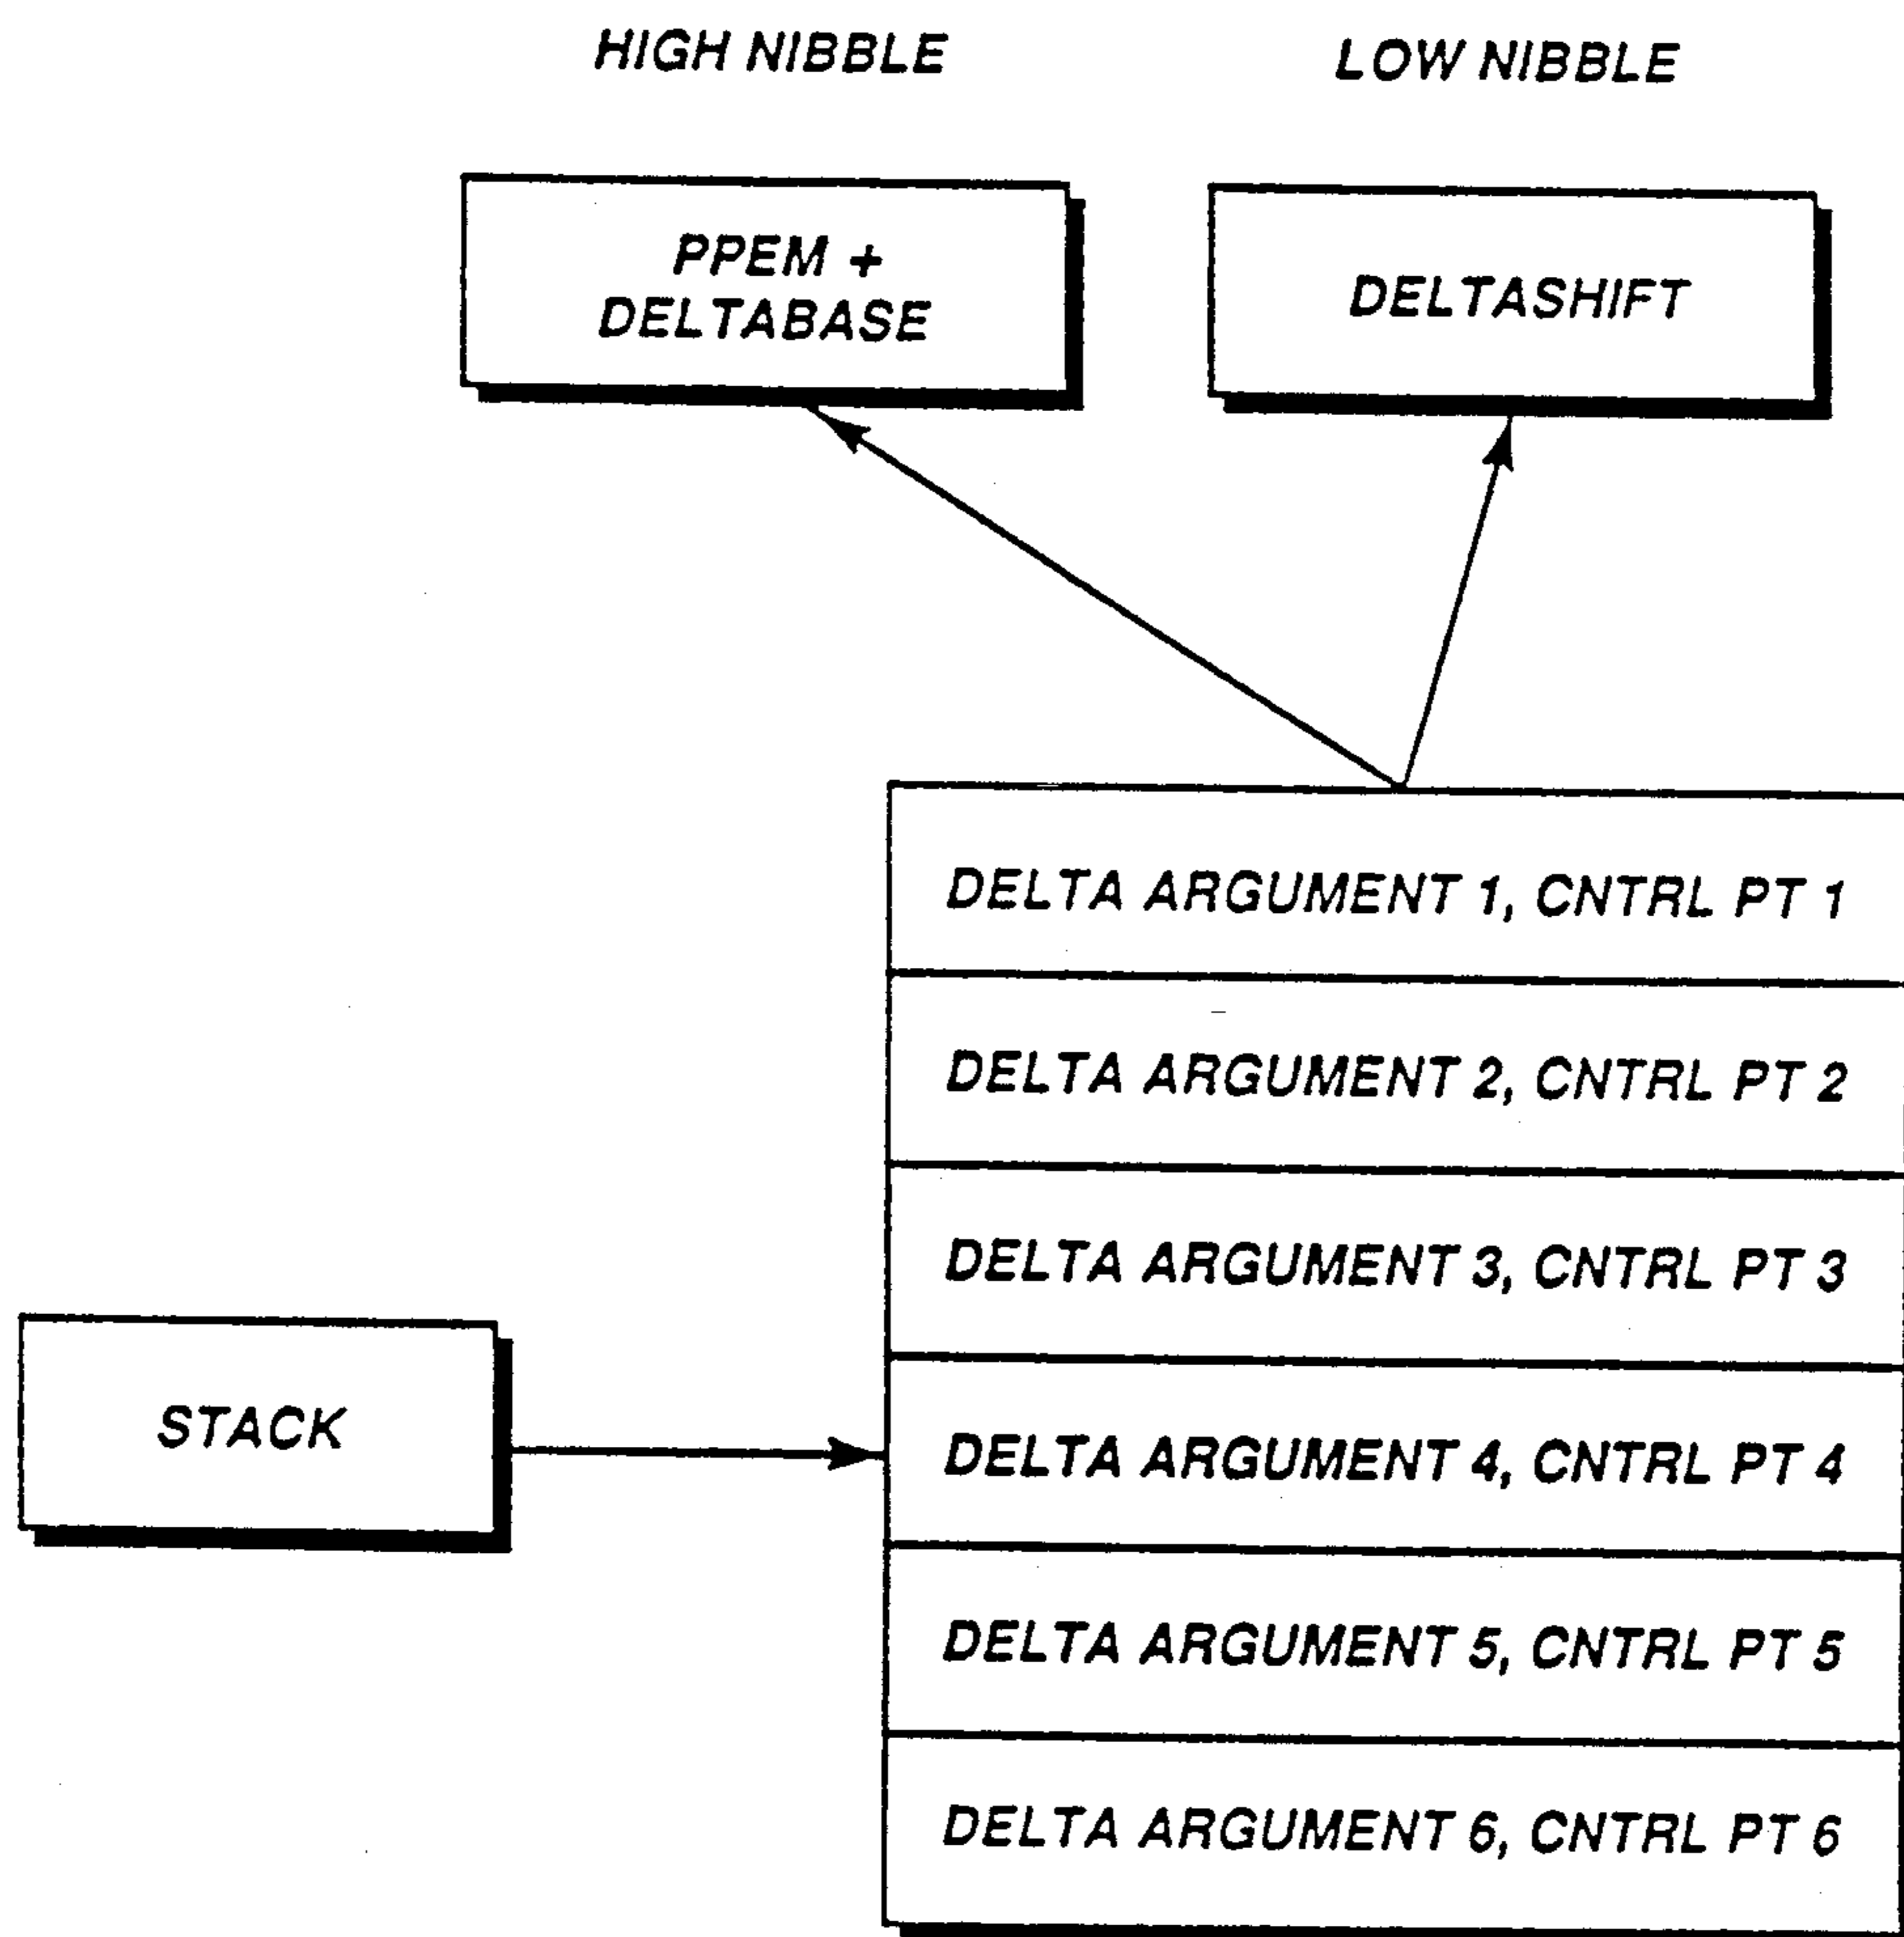 HIGH NIBBLE
LOW NIBBLE
PPEM +
DELTABASE
DELTASHIFT
DELTA ARGUMENT 1, CNTRL PT 1
DELTA ARGUMENT 2, CNTRL PT 2
DELTA ARGUMENT 3, CNTRL PT 3
STACK
DELTA ARGUMENT 4, CNTRL PT 4
DELTA ARGUMENT 5, CNTRL PT 5
DELTA ARGUMENT 6, CNTRL PT 6